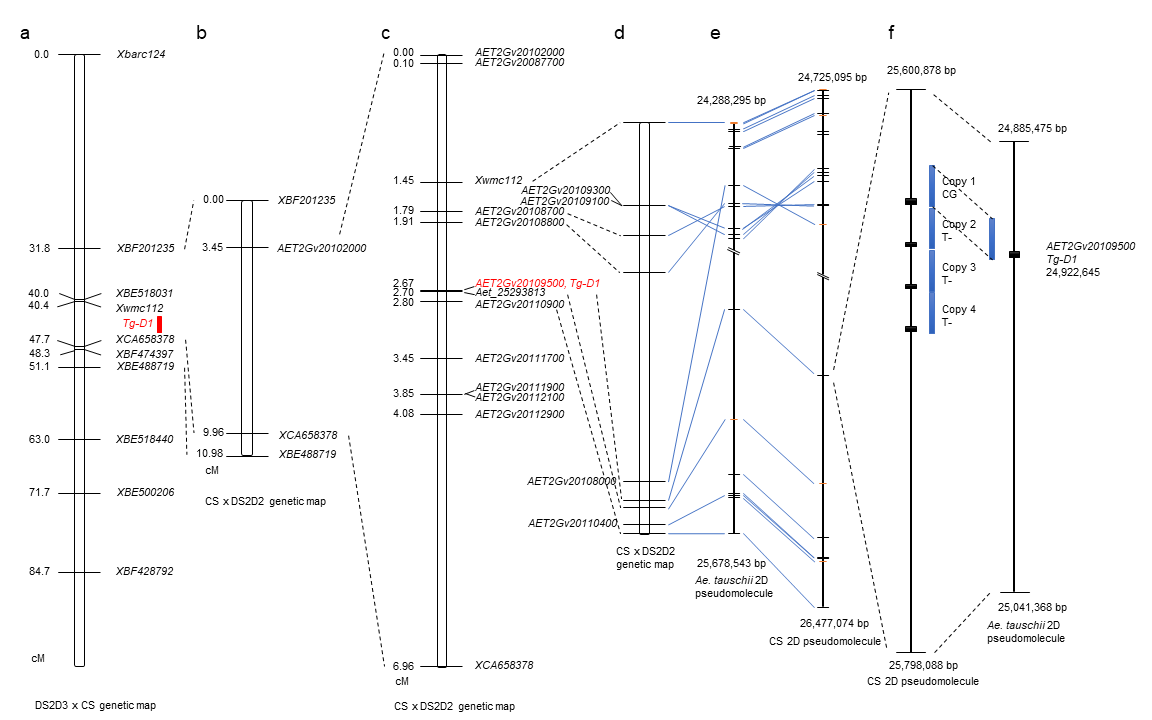 a
0.0 Xbarc124
31.8 XBF201235
40.0 XBE518031
40.4 Xwmc112
Tg-D1
47.7 XCA658378
48.3 XBF474397
51.1 XBE488719
63.0 XBE518440
71.7 XBE500206
84.7 XBF428792
cM
DS2D3 x CS genetic map
b
0.00 XBF201235
3.45 AET2Gv20102000
9.96 XCA658378
10.98 XBE488719
cM
CS x DS2D2 genetic map
c
0.00 AET2Gv20102000
0.10 AET2Gv20087700
1.45 Xwmc112
1.79 AET2Gv20108700
1.91 AET2Gv20108800
2.67 AET2Gv20109500, Tg-D1
2.70 Aet_25293813
2.80 AET2Gv20110900
3.45 AET2Gv20111700
AET2Gv20111900
3.85
AET2Gv20112100
4.08 AET2Gv20112900
6.96 XCA658378
cM
CS x DS2D2 genetic map
d
AET2Gv20109300
AET2Gv20109100
AET2Gv20108000
AET2Gv20110400
CS x DS2D2
genetic map
e
24,288,295 bp
25,678,543 bp
Ae. tauschii 2D
pseudomolecule
24,725,095 bp
26,477,074 bp
CS 2D pseudomolecule
f
25,600,878 bp
Copy 1
CG
Copy 2
T-
Copy 3
T-
Copy 4
T-
25,798,088 bp
CS 2D pseudomolecule
24,885,475 bp
AET2Gv20109500
Tg-D1
24,922,645
25,041,368 bp
Ae. tauschii 2D
pseudomolecule